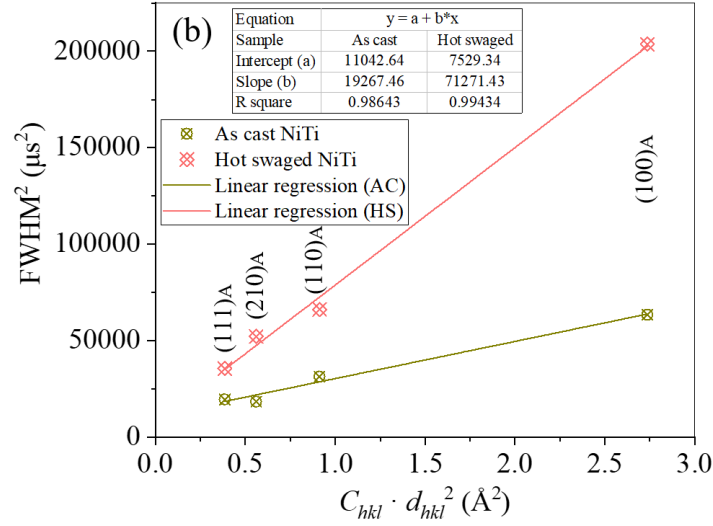 (b)
Equation y = a + b*x
Sample As cast Hot swaged
Intercept (a) 11042.64 7529.34
Slope (b) 19267.46 71271.43
R square 0.98643 0.99434
As cast NiTi
Hot swaged NiTi
Linear regression (AC)
Linear regression (HS)
(111)A
(210)A
(110)A
(100)A
FWHM² (μs²)
200000
150000
100000
50000
0
0.0 0.5 1.0 1.5 2.0 2.5 3.0
C_hkl · d_hkl² (Å²)